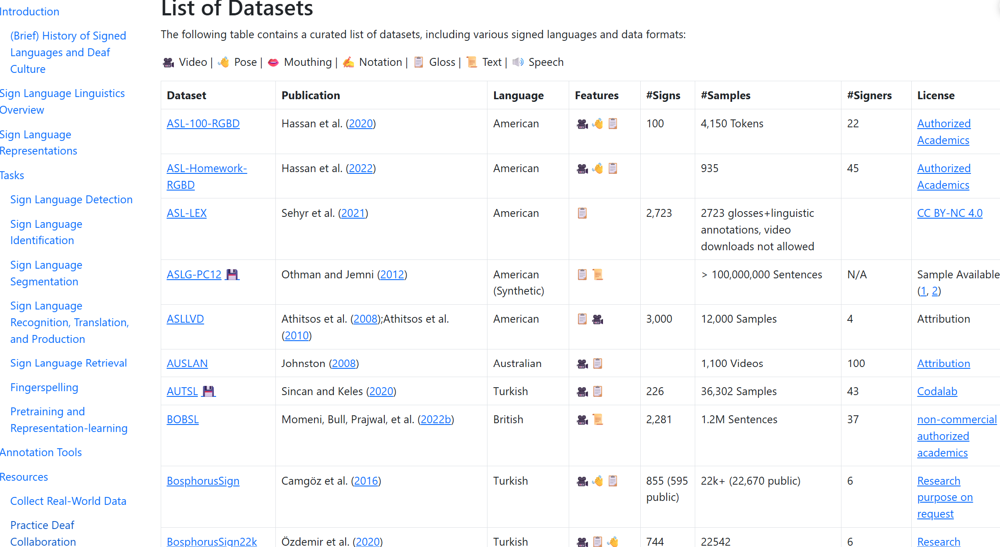 Introduction
(Brief) History of Signed
Languages and Deaf
Culture
Sign Language Linguistics
Overview
Sign Language
Representations
Tasks
Sign Language Detection
Sign Language
Identification
Sign Language
Segmentation
Sign Language
Recognition, Translation,
and Production
Sign Language Retrieval
Fingerspelling
Pretraining and
Representation-learning
Annotation Tools
Resources
Collect Real-World Data
Practice Deaf
Collaboration
List of Datasets
The following table contains a curated list of datasets, including various signed languages and data formats:
🎥 Video | 👋 Pose | 👄 Mouthing | ✍ Notation | 📋 Gloss | 📜 Text | 🔊 Speech
Dataset Publication Language Features #Signs #Samples #Signers License
ASL-100-RGBD Hassan et al. (2020) American 🎥 👋 📋 100 4,150 Tokens 22 Authorized
Academics
ASL-Homework- Hassan et al. (2022) American 🎥 👋 📋 935 45 Authorized
RGBD Academics
ASL-LEX Sehyr et al. (2021) American 📋 2,723 2723 glosses+linguistic CC BY-NC 4.0
annotations, video
downloads not allowed
ASLG-PC12 💾 Othman and Jemni (2012) American 📋 📜 > 100,000,000 Sentences N/A Sample Available
(Synthetic) (1, 2)
ASLLVD Athitsos et al. (2008);Athitsos et al. American 📋 🎥 3,000 12,000 Samples 4 Attribution
(2010)
AUSLAN Johnston (2008) Australian 🎥 📋 1,100 Videos 100 Attribution
AUTSL 💾 Sincan and Keles (2020) Turkish 🎥 📋 226 36,302 Samples 43 Codalab
BOBSL Momeni, Bull, Prajwal, et al. (2022b) British 🎥 📜 2,281 1.2M Sentences 37 non-commercial
authorized
academics
BosphorusSign Camgöz et al. (2016) Turkish 🎥 👋 📋 855 (595 22k+ (22,670 public) 6 Research
public) purpose on
request
BosphorusSign22k Özdemir et al. (2020) Turkish 🎥 📋 👋 744 22542 6 Research